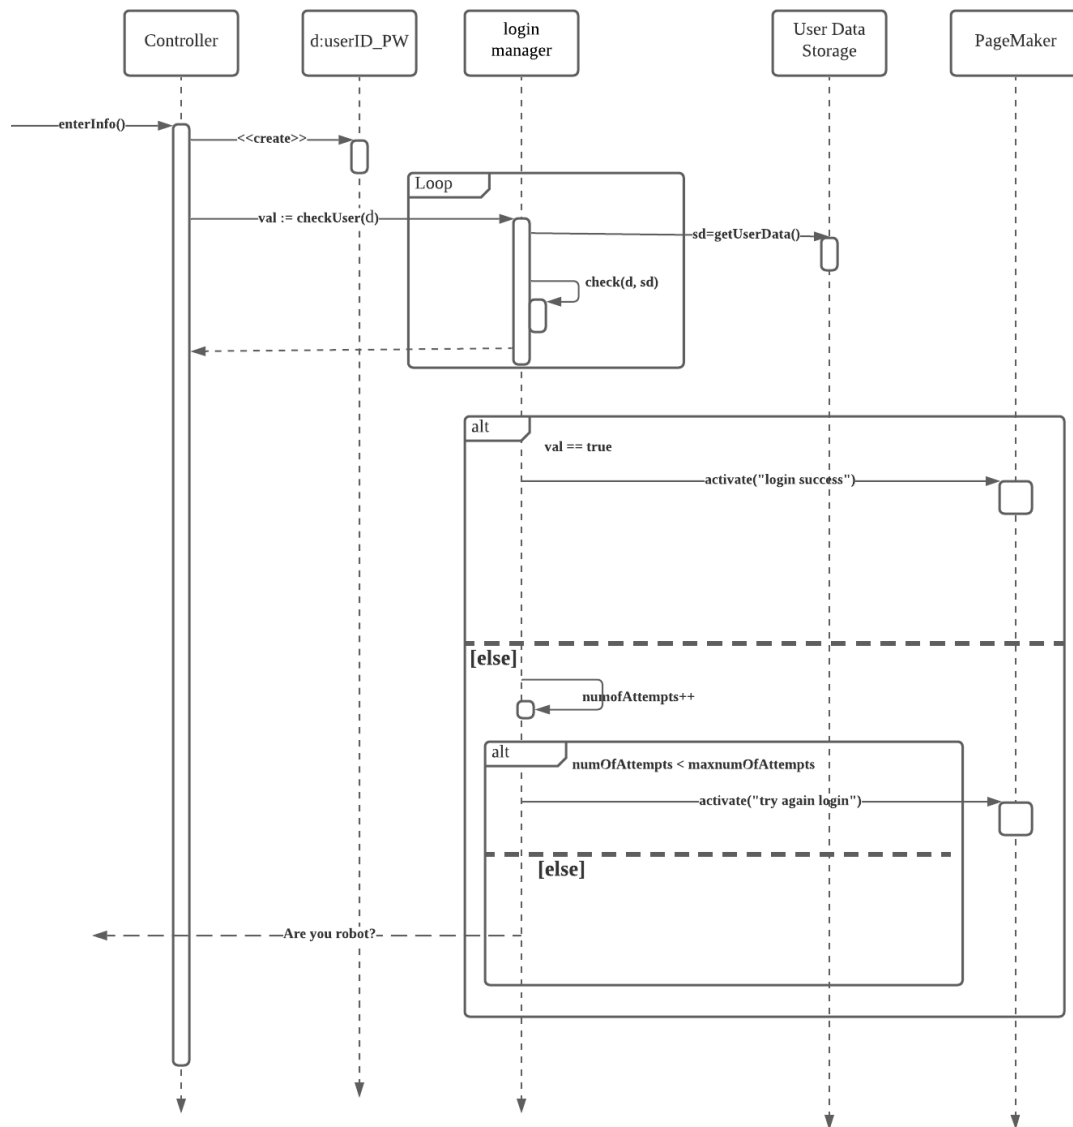 Controller
d:userID_PW
login
manager
User Data
Storage
PageMaker
enterInfo()
<<create>>
Loop
val := checkUser(d)
sd=getUserData()
check(d, sd)
alt
val == true
activate("login success")
[else]
numofAttempts++
alt
numOfAttempts < maxnumOfAttempts
activate("try again login")
[else]
Are you robot?